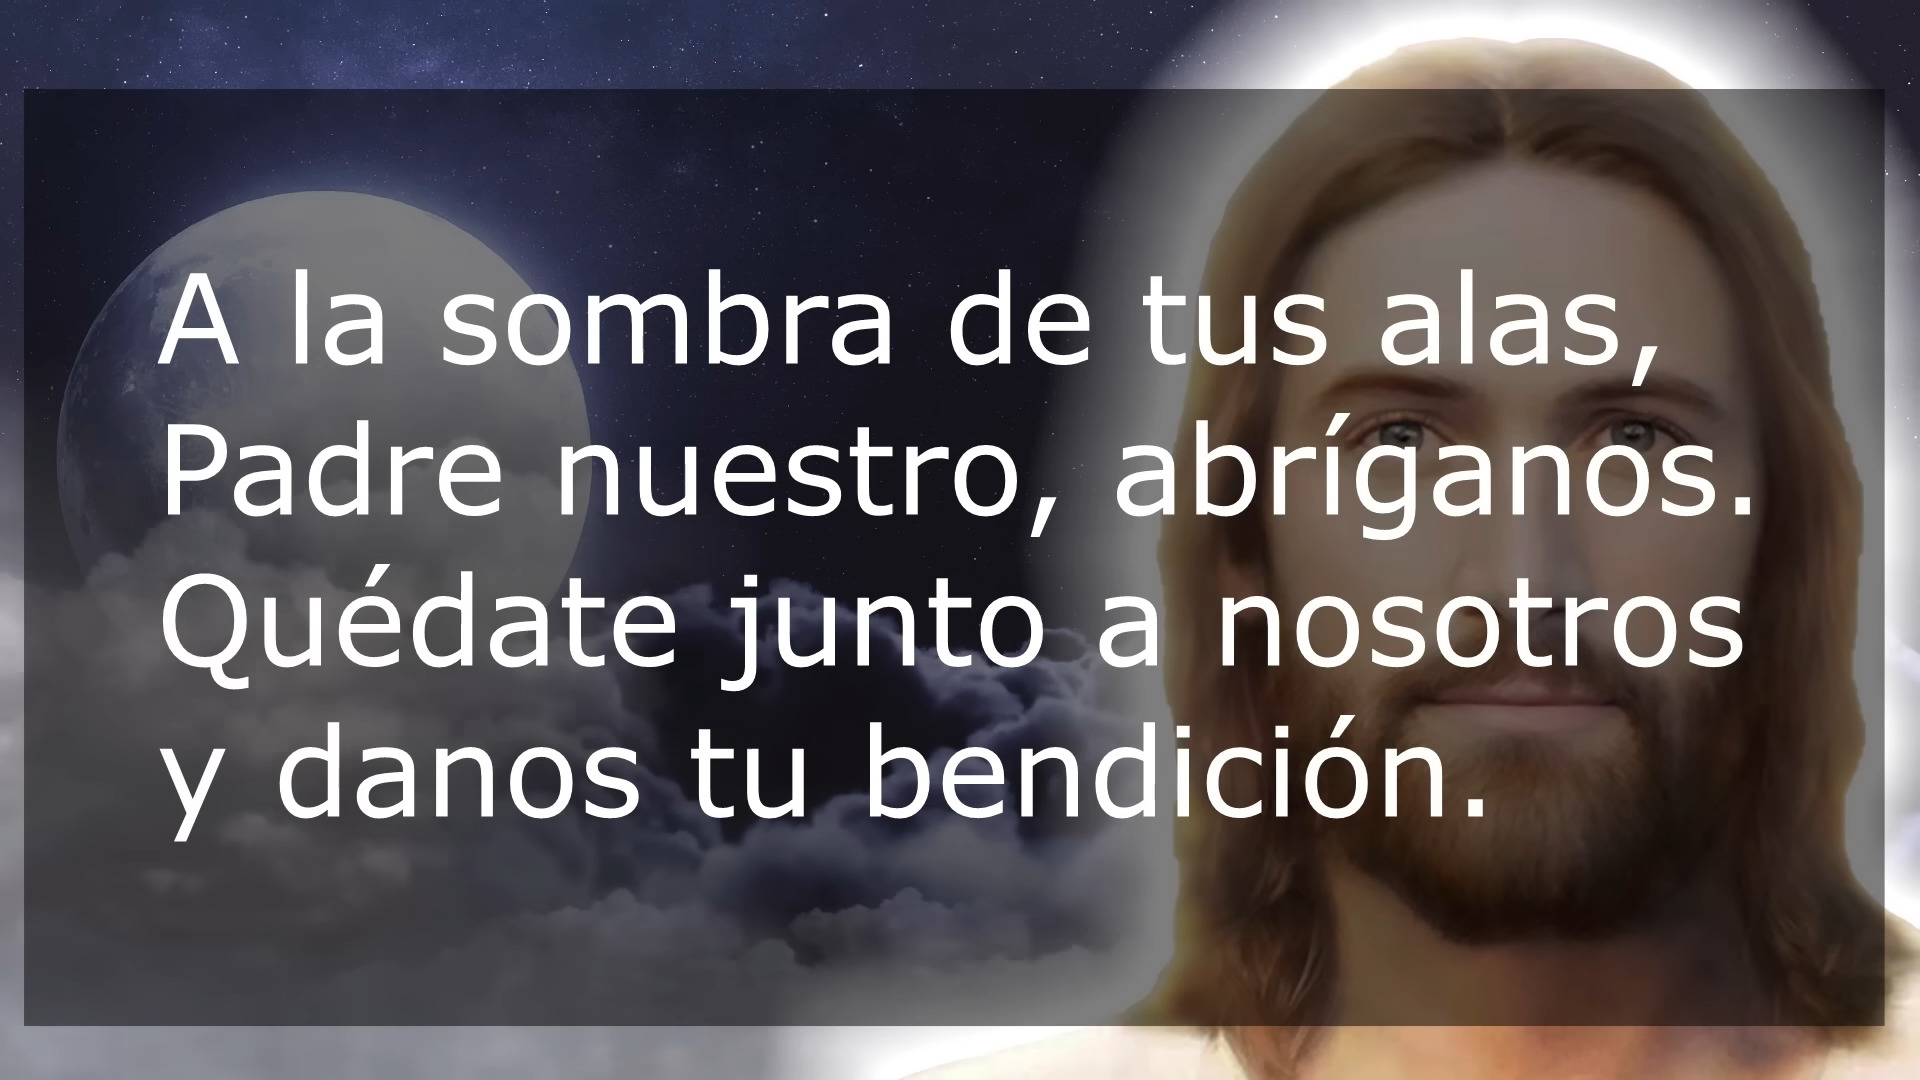 A la sombra de tus alas,
Padre nuestro, abríganos.
Quédate junto a nosotros
y danos tu bendición.